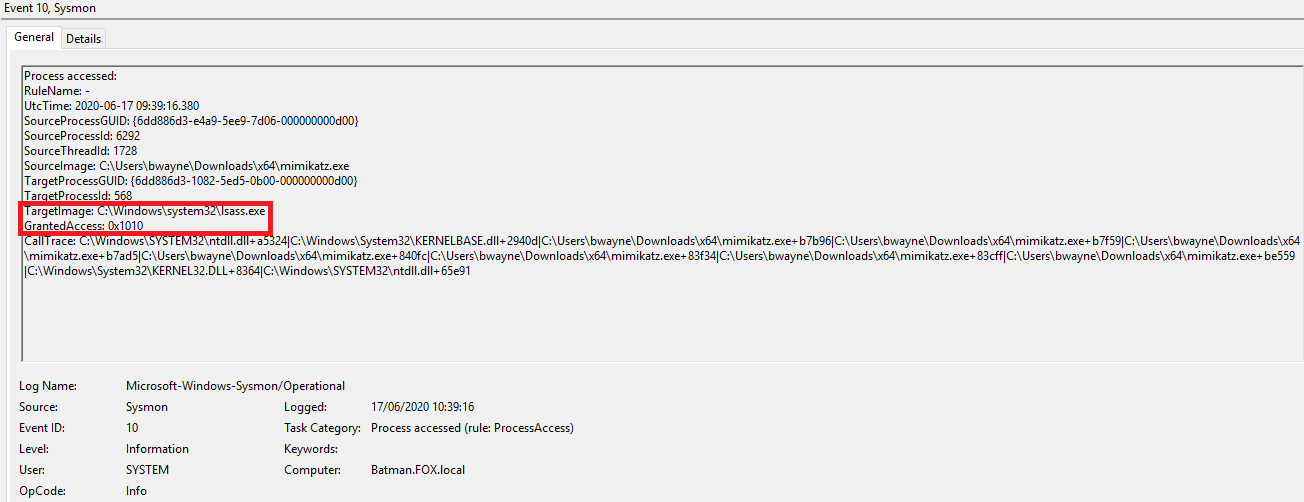 Event 10, Sysmon
General Details
Process accessed:
RuleName: -
UtcTime: 2020-06-17 09:39:16.380
SourceProcessGUID: {6dd886d3-e4a9-5ee9-7d06-000000000d00}
SourceProcessId: 6292
SourceThreadId: 1728
SourceImage: C:\Users\bwayne\Downloads\x64\mimikatz.exe
TargetProcessGUID: {6dd886d3-1082-5ed5-0b00-000000000d00}
TargetProcessId: 568
TargetImage: C:\Windows\system32\lsass.exe
GrantedAccess: 0x1010
CallTrace: C:\Windows\SYSTEM32\ntdll.dll+a5324|C:\Windows\System32\KERNELBASE.dll+2940d|C:\Users\bwayne\Downloads\x64\mimikatz.exe+b7b96|C:\Users\bwayne\Downloads\x64\mimikatz.exe+b7f59|C:\Users\bwayne\Downloads\x64
\mimikatz.exe+b7ad5|C:\Users\bwayne\Downloads\x64\mimikatz.exe+840fc|C:\Users\bwayne\Downloads\x64\mimikatz.exe+83f34|C:\Users\bwayne\Downloads\x64\mimikatz.exe+83cff|C:\Users\bwayne\Downloads\x64\mimikatz.exe+be559
|C:\Windows\System32\KERNEL32.DLL+8364|C:\Windows\SYSTEM32\ntdll.dll+65e91
Log Name: Microsoft-Windows-Sysmon/Operational
Source: Sysmon Logged: 17/06/2020 10:39:16
Event ID: 10 Task Category: Process accessed (rule: ProcessAccess)
Level: Information Keywords:
User: SYSTEM Computer: Batman.FOX.local
OpCode: Info